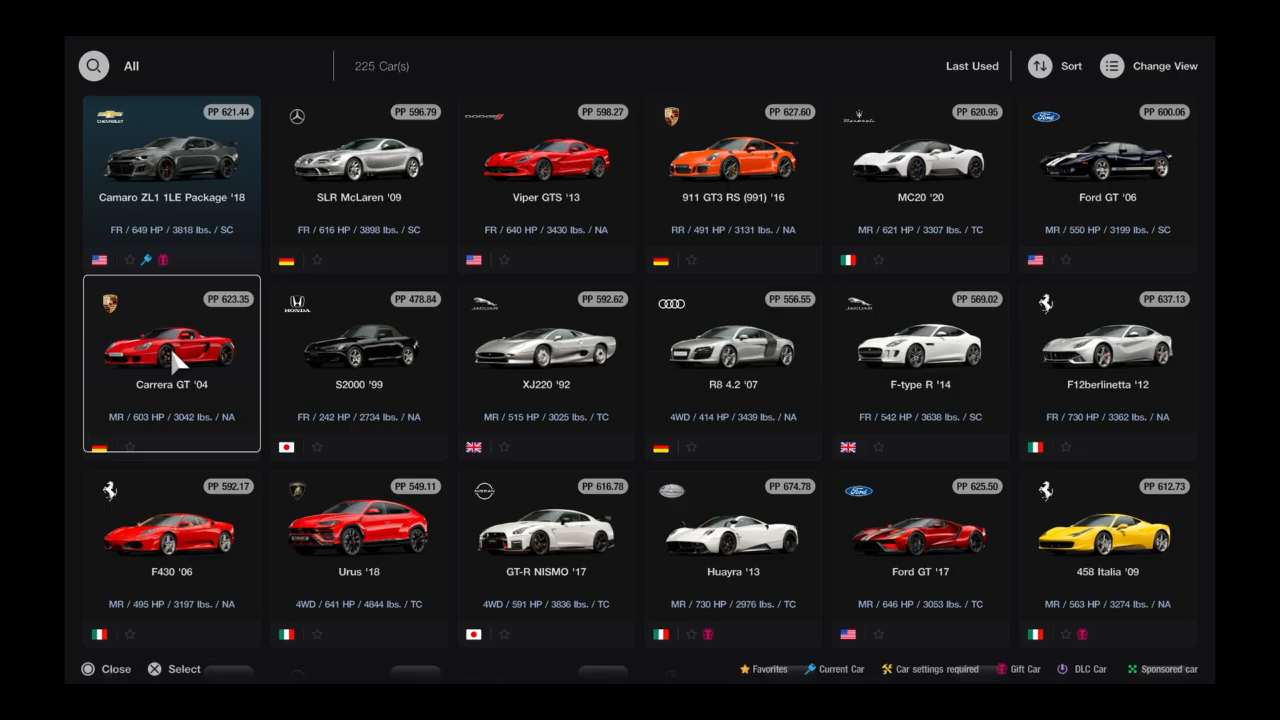 All
225 Car(s)
Last Used
Sort
Change View
CHEVROLET
PP 621.44
Camaro ZL1 1LE Package '18
FR / 649 HP / 3818 lbs. / SC
PP 596.79
SLR McLaren '09
FR / 616 HP / 3898 lbs. / SC
DODGE
PP 598.27
Viper GTS '13
FR / 640 HP / 3430 lbs. / NA
PP 627.60
911 GT3 RS (991) '16
RR / 491 HP / 3131 lbs. / NA
Maserati
PP 620.95
MC20 '20
MR / 621 HP / 3307 lbs. / TC
Ford
PP 600.06
Ford GT '06
MR / 550 HP / 3199 lbs. / SC
PP 623.35
Carrera GT '04
MR / 603 HP / 3042 lbs. / NA
HONDA
PP 478.84
S2000 '99
FR / 242 HP / 2734 lbs. / NA
JAGUAR
PP 592.62
XJ220 '92
MR / 515 HP / 3025 lbs. / TC
PP 556.55
R8 4.2 '07
4WD / 414 HP / 3439 lbs. / NA
JAGUAR
PP 569.02
F-type R '14
FR / 542 HP / 3638 lbs. / SC
PP 637.13
F12berlinetta '12
FR / 730 HP / 3362 lbs. / NA
PP 592.17
F430 '06
MR / 495 HP / 3197 lbs. / NA
PP 549.11
Urus '18
4WD / 641 HP / 4844 lbs. / TC
NISSAN
PP 616.78
GT-R NISMO '17
4WD / 591 HP / 3836 lbs. / TC
PP 674.78
Huayra '13
MR / 730 HP / 2976 lbs. / TC
Ford
PP 625.50
Ford GT '17
MR / 646 HP / 3053 lbs. / TC
PP 612.73
458 Italia '09
MR / 563 HP / 3274 lbs. / NA
Close
Select
Favorites
Current Car
Car settings required
Gift Car
DLC Car
Sponsored car